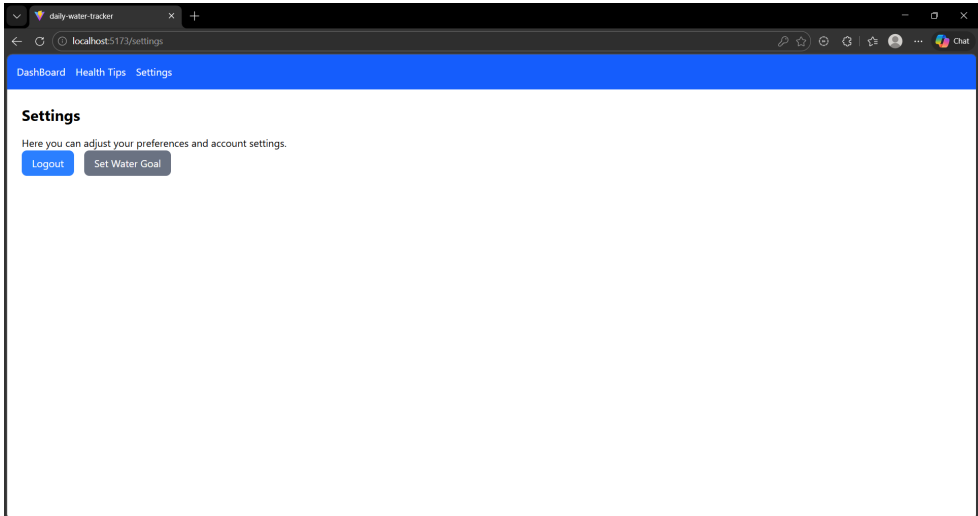 daily-water-tracker
localhost:5173/settings
Chat
DashBoard Health Tips Settings
Settings
Here you can adjust your preferences and account settings.
Logout Set Water Goal